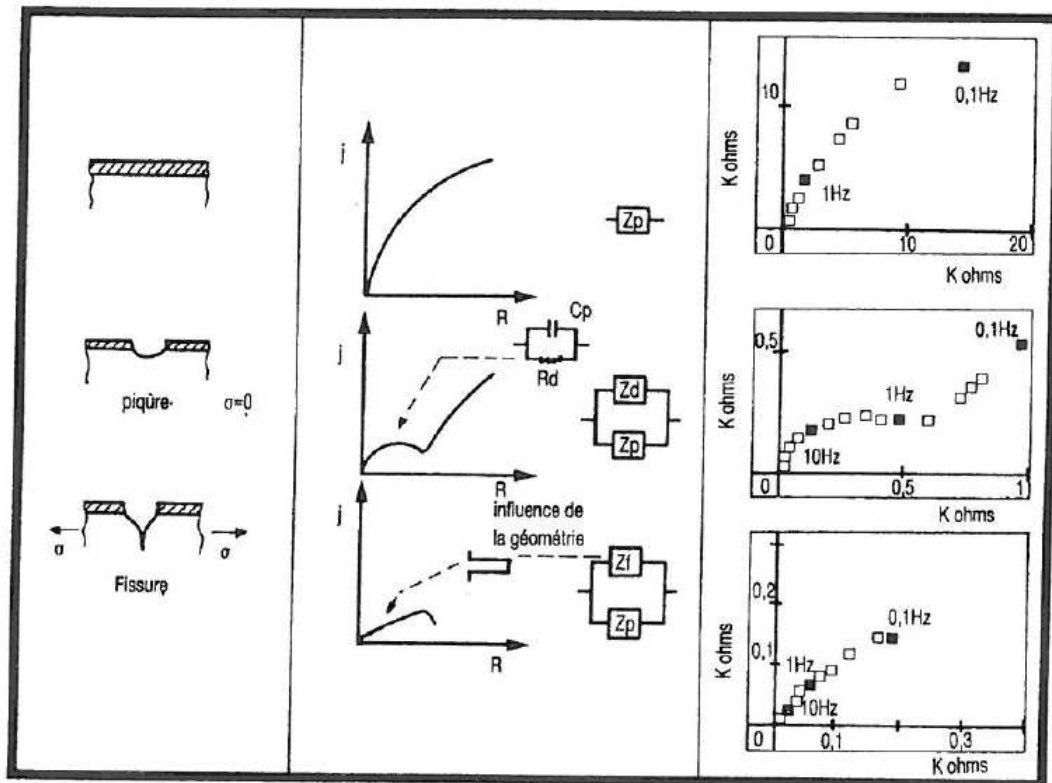 piqûre
σ=0
σ
σ
Fissure
j
R
Zp
j
Cp
Rd
Zd
Zp
R
j
influence de
la géométrie
Zf
Zp
R
K ohms
10
0,1Hz
1Hz
0
10
20
K ohms
K ohms
0,5
0,1Hz
1Hz
10Hz
0
0,5
1
K ohms
K ohms
0,2
0,1
0,1Hz
1Hz
10Hz
0
0,1
0,3
K ohms